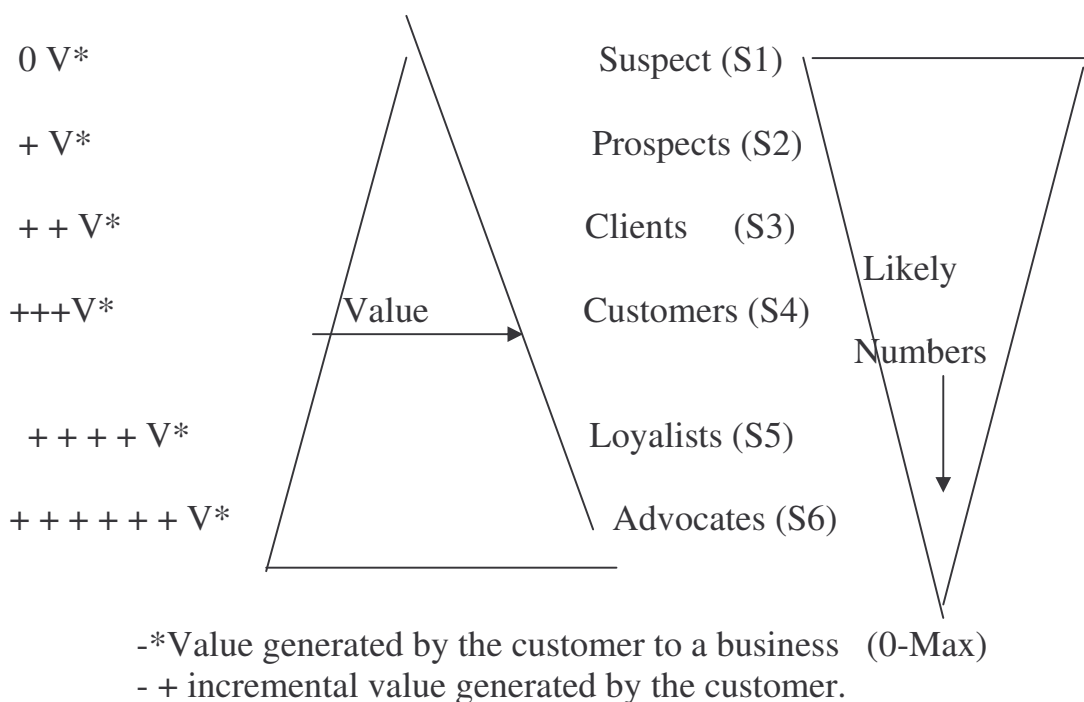 0 V* Suspect (S1)
+ V* Prospects (S2)
+ + V* Clients (S3)
Likely
+++V* Value Customers (S4)
Numbers
+ + + + V* Loyalists (S5)
+ + + + + + V* Advocates (S6)
-*Value generated by the customer to a business (0-Max)
- + incremental value generated by the customer.